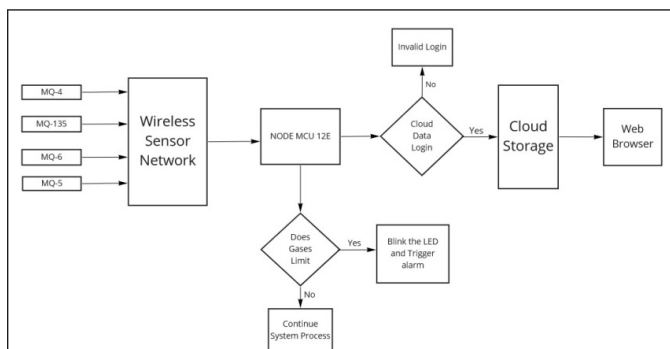 MQ-4
MQ-135
MQ-6
MQ-5
Wireless
Sensor
Network
NODE MCU 12E
Invalid Login
No
Cloud
Data
Login
Yes
Cloud
Storage
Web
Browser
Does
Gases
Limit
Yes
Blink the LED
and Trigger
alarm
No
Continue
System Process